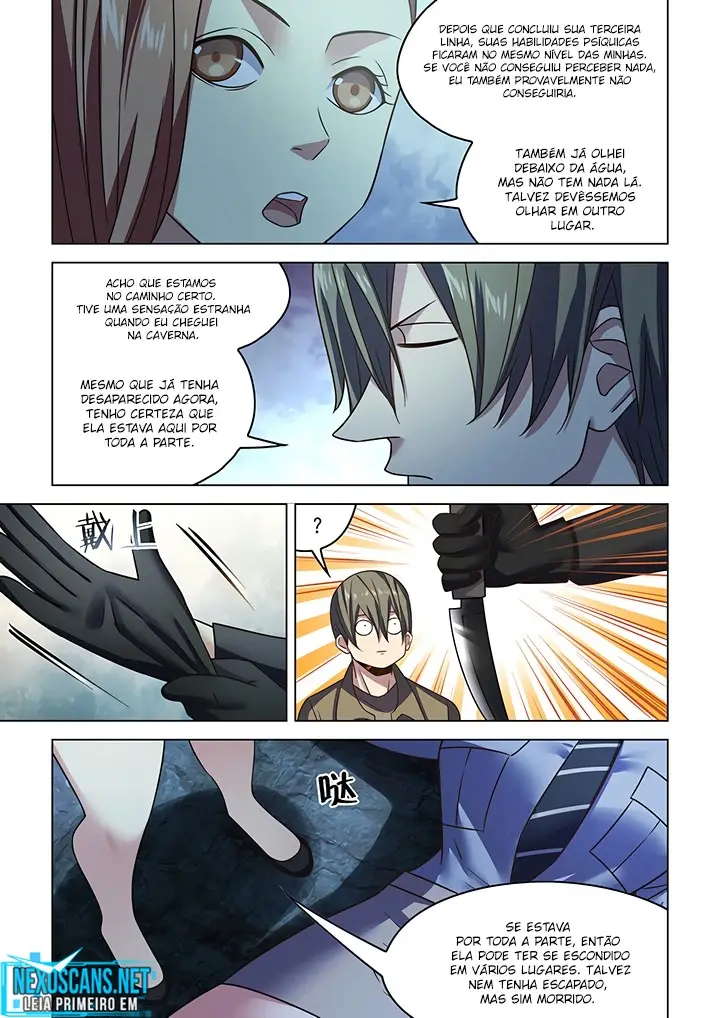 DEPOIS QUE CONCLUIU SUA TERCEIRA
LINHA, SUAS HABILIDADES PSÍQUICAS
FICARAM NO MESMO NÍVEL DAS MINHAS.
SE VOCÊ NÃO CONSEGUIU PERCEBER NADA,
EU TAMBÉM PROVAVELMENTE NÃO
CONSEGUIRIA.
TAMBÉM JÁ OLHEI
DEBAIXO DA ÁGUA,
MAS NÃO TEM NADA LÁ.
TALVEZ DEVÊSSEMOS
OLHAR EM OUTRO
LUGAR.
ACHO QUE ESTAMOS
NO CAMINHO CERTO.
TIVE UMA SENSAÇÃO ESTRANHA
QUANDO EU CHEGUEI
NA CAVERNA.
MESMO QUE JÁ TENHA
DESAPARECIDO AGORA,
TENHO CERTEZA QUE
ELA ESTAVA AQUI POR
TODA A PARTE.
戴上
?
哒
SE ESTAVA
POR TODA A PARTE, ENTÃO
ELA PODE TER SE ESCONDIDO
EM VÁRIOS LUGARES. TALVEZ
NEM TENHA ESCAPADO,
MAS SIM MORRIDO.
NEXOSCANS.NET
LEIA PRIMEIRO EM